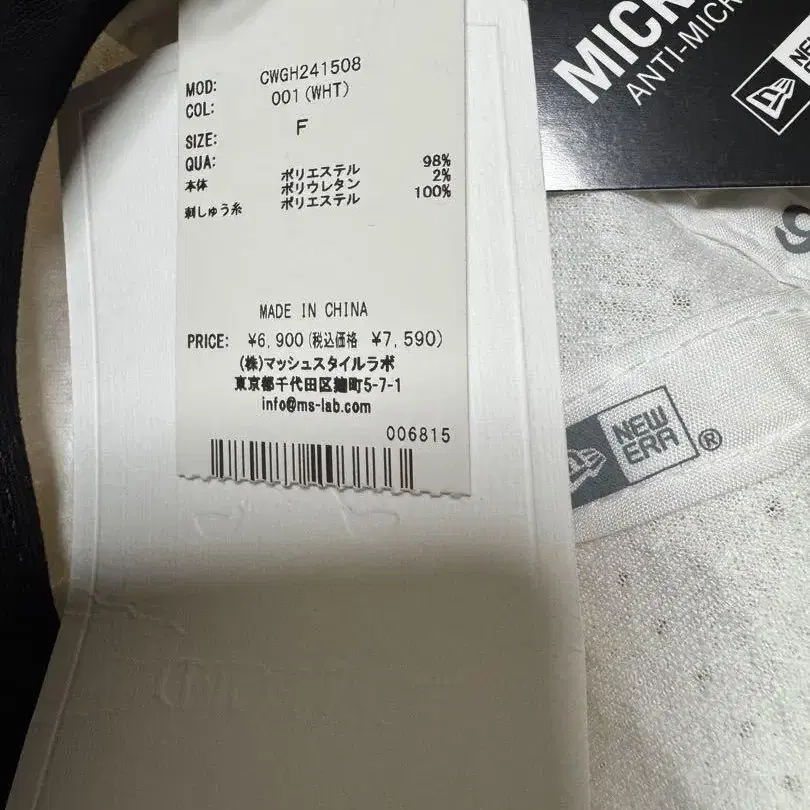 MOD: CWGH241508
COL: 001(WHT)
SIZE: F
QUA:
本体 ポリエステル 98%
ポリウレタン 2%
刺しゅう糸 ポリエステル 100%
MADE IN CHINA
PRICE: ¥6,900(税込価格 ¥7,590)
(株)マッシュスタイルラボ
東京都千代田区麹町5-7-1
info@ms-lab.com
006815
ANTI-MICR
NEW
ERA®